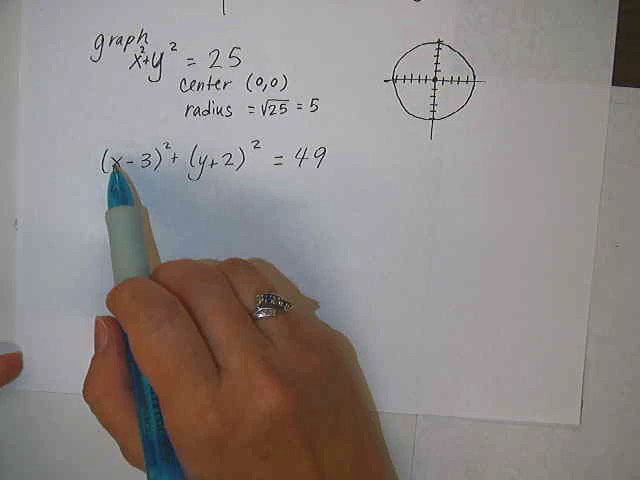 graph
x²+y² = 25
center (0,0)
radius = √25 = 5
(x-3)² + (y+2)² = 49